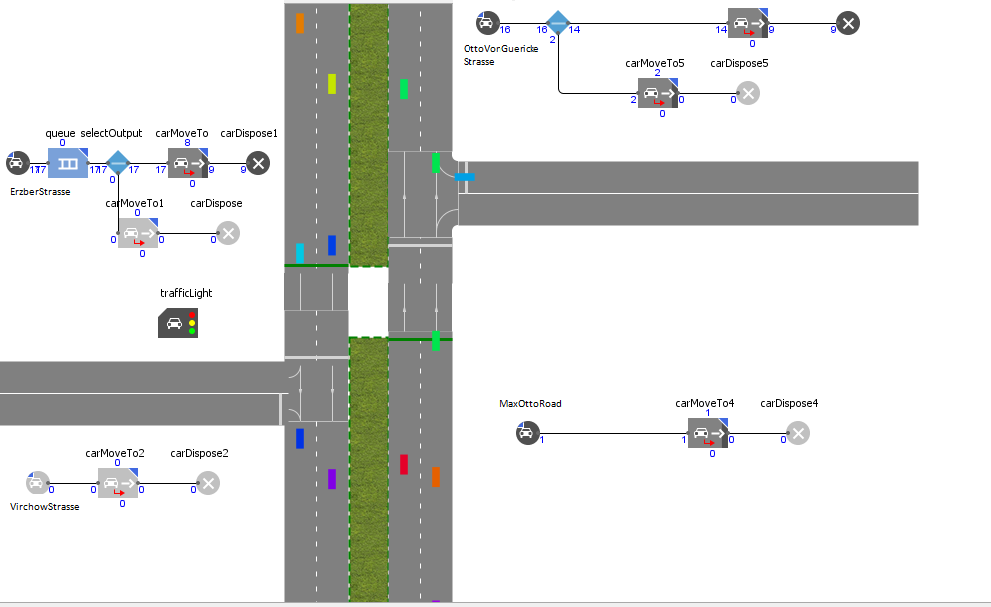 16 16 14 14 9 9
2 0
OttoVonGuericke
Strasse
carMoveTo5 carDispose5
2
2 0 0
0
queue selectOutput carMoveTo carDispose1
0 8
17 17 17 17 17 9 9
0 0
ErzberStrasse
carMoveTo1 carDispose
0
0 0 0
0
trafficLight
MaxOttoRoad carMoveTo4 carDispose4
1
1 1 0 0
0
carMoveTo2 carDispose2
0
0 0 0 0
0
VirchowStrasse